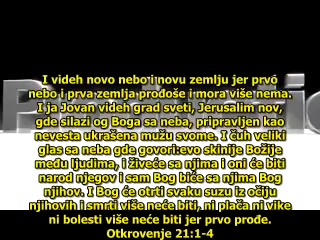 I videh novo nebo i novu zemlju jer prvo
nebo i prva zemlja prođoše i mora više nema.
I ja Jovan videh grad sveti, Jerusalim nov,
gde silazi og Boga sa neba, pripravljen kao
nevesta ukrašena mužu svome. I čuh veliki
glas sa neba gde govori:evo skinije Božije
među ljudima, i živeće sa njima i oni će biti
narod njegov i sam Bog biće sa njima Bog
njihov. I Bog će otrti svaku suzu iz očiju
njihovih i smrti više neće biti, ni plača ni vike
ni bolesti više neće biti jer prvo prođe.
Otkrovenje 21:1-4